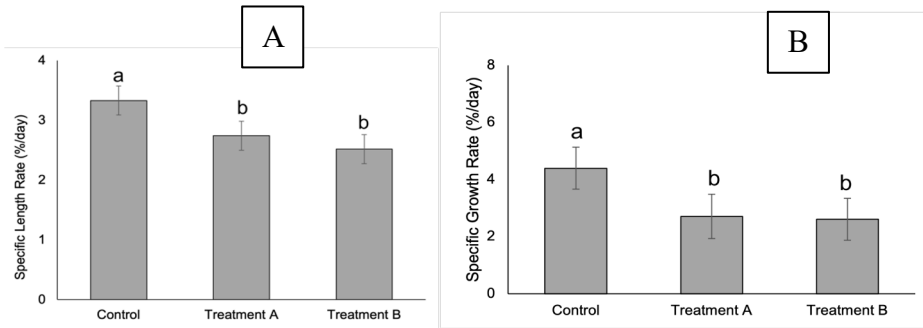 A
Specific Length Rate (%/day)
4
3
2
1
0
a
b
b
Control
Treatment A
Treatment B
B
Specific Growth Rate (%/day)
8
6
4
2
0
a
b
b
Control
Treatment A
Treatment B